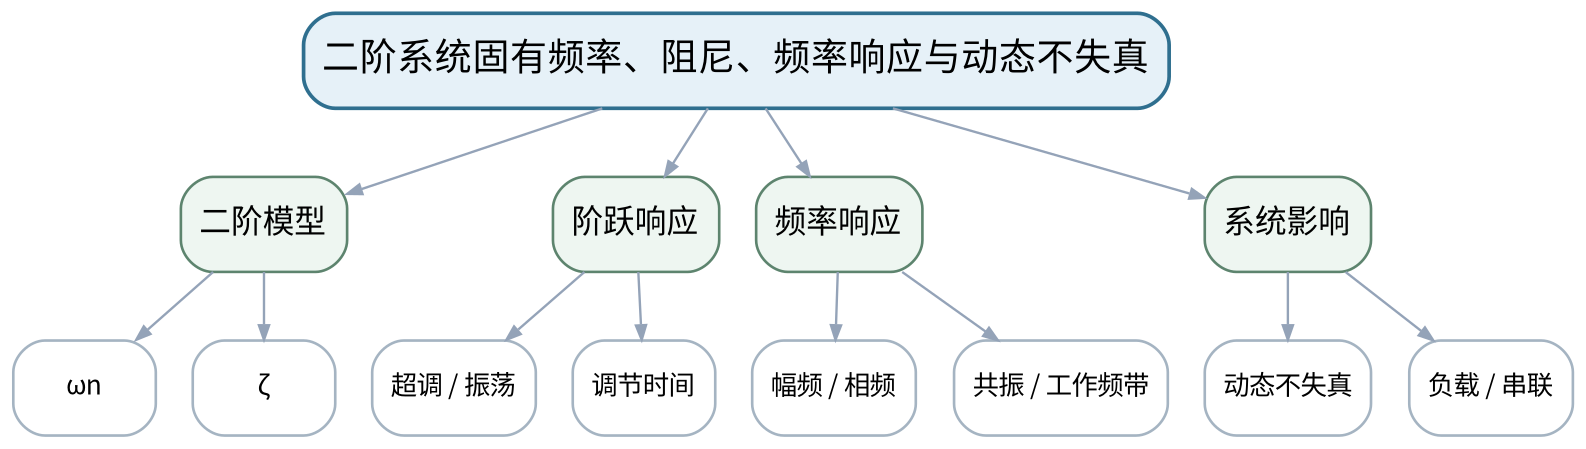 二阶系统固有频率、阻尼、频率响应与动态不失真
二阶模型
阶跃响应
频率响应
系统影响
ωn
ζ
超调 / 振荡
调节时间
幅频 / 相频
共振 / 工作频带
动态不失真
负载 / 串联